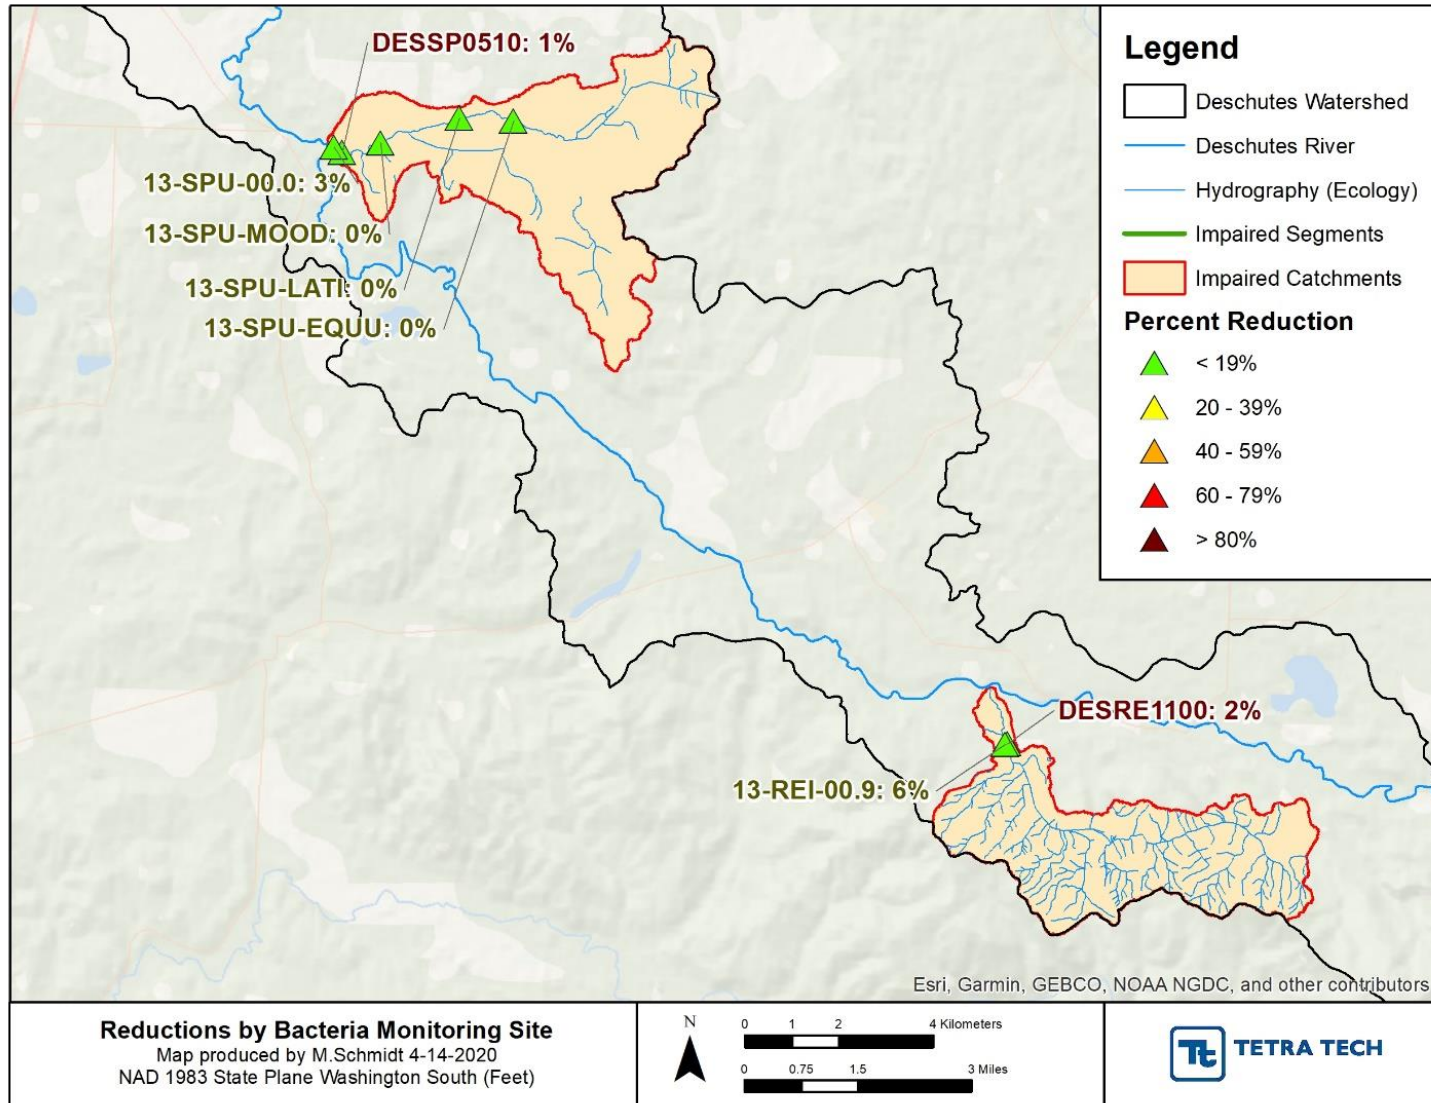 DESSP0510: 1%
13-SPU-00.0: 3%
13-SPU-MOOD: 0%
13-SPU-LATI: 0%
13-SPU-EQUU: 0%
DESRE1100: 2%
13-REI-00.9: 6%
Legend
Deschutes Watershed
Deschutes River
Hydrography (Ecology)
Impaired Segments
Impaired Catchments
Percent Reduction
< 19%
20 - 39%
40 - 59%
60 - 79%
> 80%
Esri, Garmin, GEBCO, NOAA NGDC, and other contributors
Reductions by Bacteria Monitoring Site
Map produced by M.Schmidt 4-14-2020
NAD 1983 State Plane Washington South (Feet)
N
0 1 2 4 Kilometers
0 0.75 1.5 3 Miles
Tt TETRA TECH